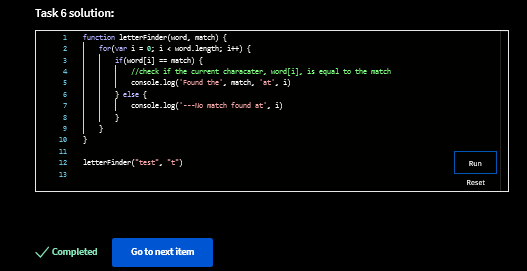 Task 6 solution:
1 function letterFinder(word, match) {
2 for(var i = 0; i < word.length; i++) {
3 if(word[i] == match) {
4 //check if the current characater, word[i], is equal to the match
5 console.log('Found the', match, 'at', i)
6 } else {
7 console.log('---No match found at', i)
8 }
9 }
10 }
11
12 letterFinder("test", "t")
13
Run
Reset
Completed
Go to next item